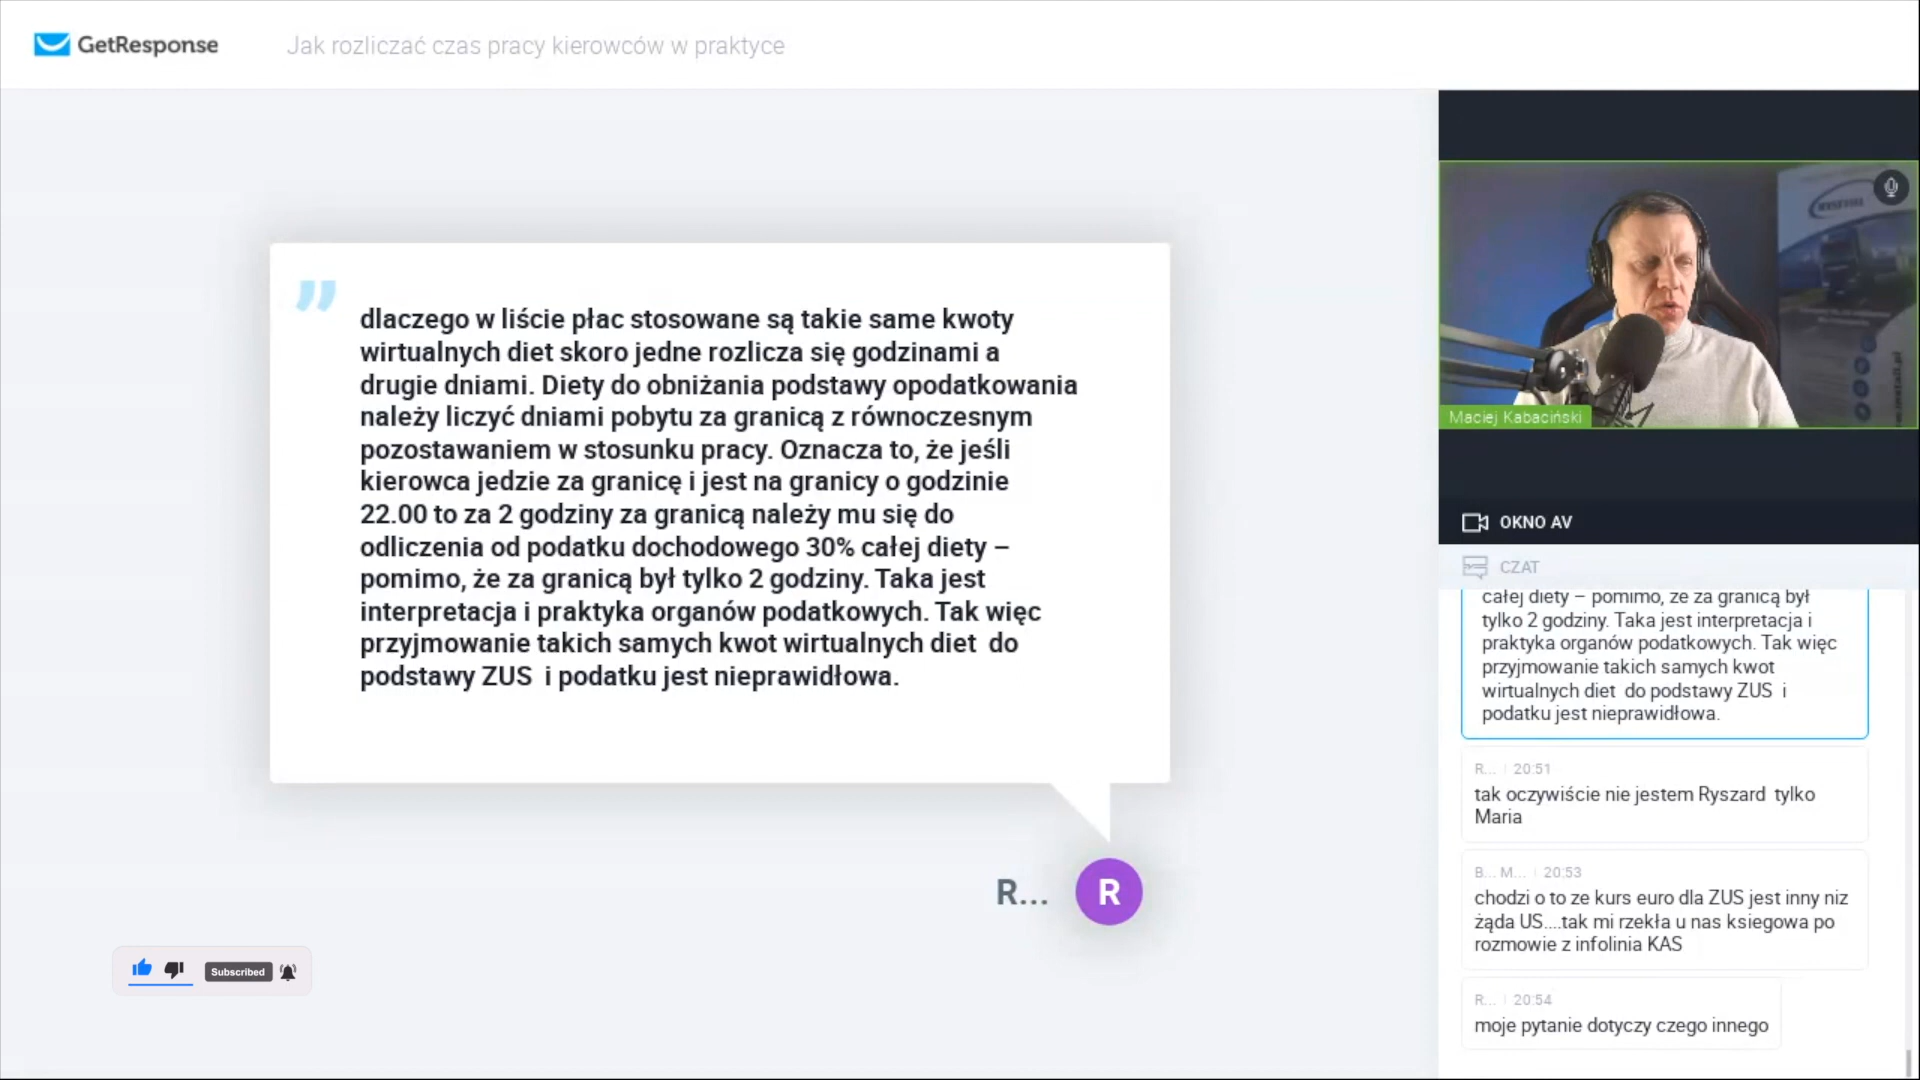 GetResponse
Jak rozliczać czas pracy kierowców w praktyce
dlaczego w liście płac stosowane są takie same kwoty
wirtualnych diet skoro jedne rozlicza się godzinami a
drugie dniami. Diety do obniżania podstawy opodatkowania
należy liczyć dniami pobytu za granicą z równoczesnym
pozostawaniem w stosunku pracy. Oznacza to, że jeśli
kierowca jedzie za granicę i jest na granicy o godzinie
22.00 to za 2 godziny za granicą należy mu się do
odliczenia od podatku dochodowego 30% całej diety –
pomimo, że za granicą był tylko 2 godziny. Taka jest
interpretacja i praktyka organów podatkowych. Tak więc
przyjmowanie takich samych kwot wirtualnych diet  do
podstawy ZUS  i podatku jest nieprawidłowa.
R...
R
Subscribed
Maciej Kabaciński
OKNO AV
CZAT
całej diety – pomimo, że za granicą był
tylko 2 godziny. Taka jest interpretacja i
praktyka organów podatkowych. Tak więc
przyjmowanie takich samych kwot
wirtualnych diet  do podstawy ZUS  i
podatku jest nieprawidłowa.
R... | 20:51
tak oczywiście nie jestem Ryszard  tylko
Maria
B... M... | 20:53
chodzi o to ze kurs euro dla ZUS jest inny niz
żąda US....tak mi rzekła u nas ksiegowa po
rozmowie z infolinia KAS
R... | 20:54
moje pytanie dotyczy czego innego